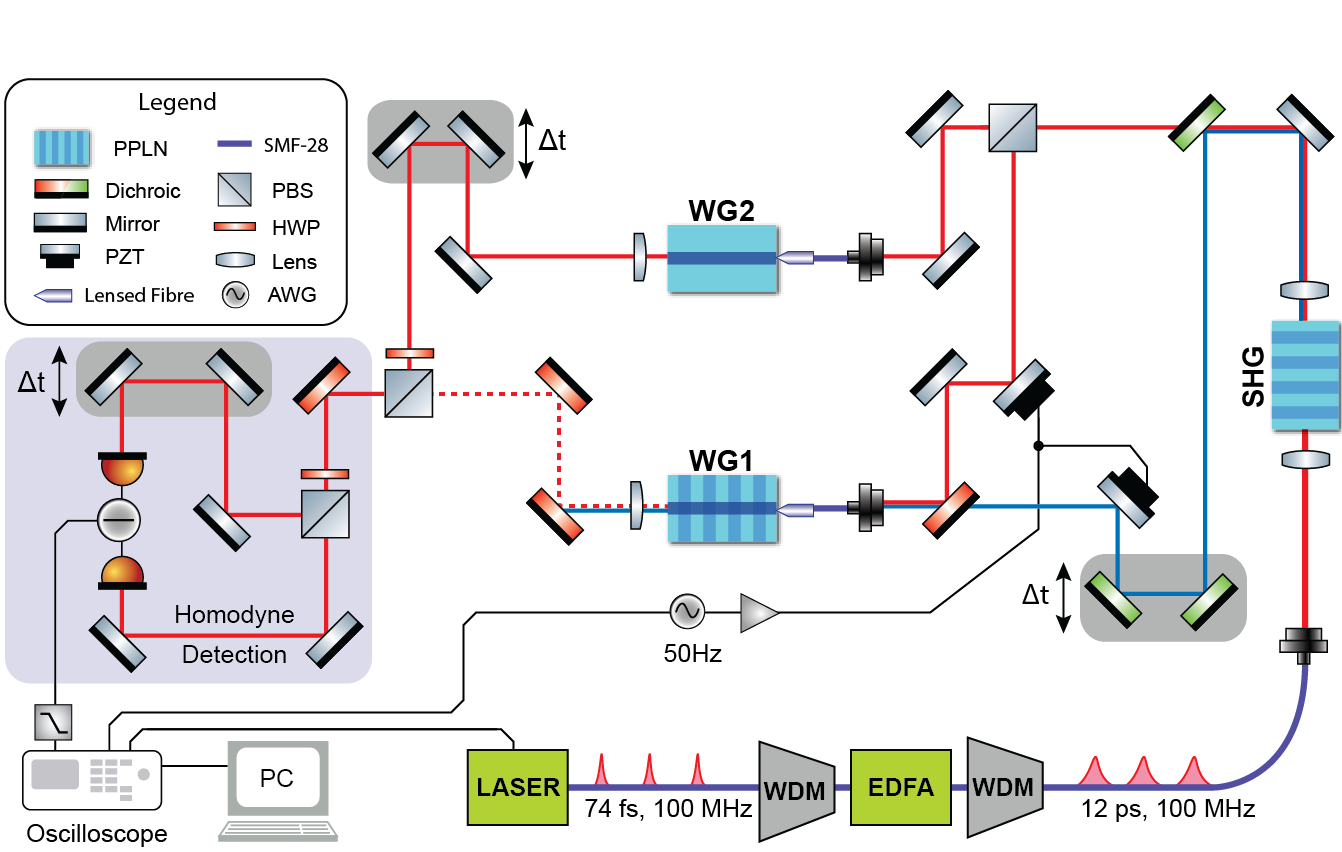 Legend
PPLN
SMF-28
Dichroic
PBS
Mirror
HWP
PZT
Lens
Lensed Fibre
AWG
Δt
WG2
Δt
SHG
WG1
Δt
Homodyne
Detection
50Hz
LASER
74 fs, 100 MHz
WDM
EDFA
WDM
12 ps, 100 MHz
PC
Oscilloscope